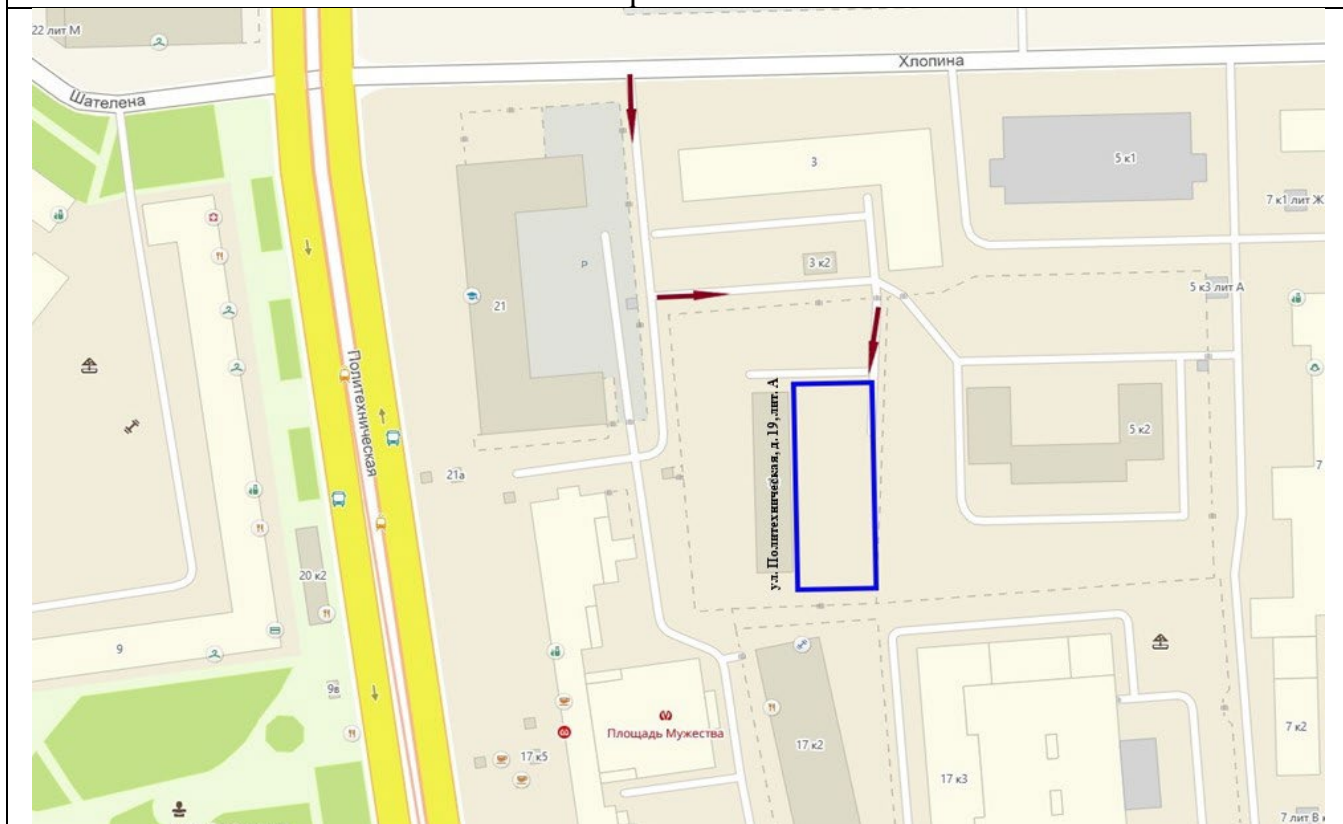 22 лит М
Хлопина
Шателена
3
5 к1
7 к1 лит Ж
3 к2
5 к3 лит А
P
21
Политехническая
ул. Политехническая, д.19, лит. А
5 к2
7
21а
20 к2
9
9в
Площадь Мужества
17 к5
17 к2
17 к3
7 к2
7 лит В